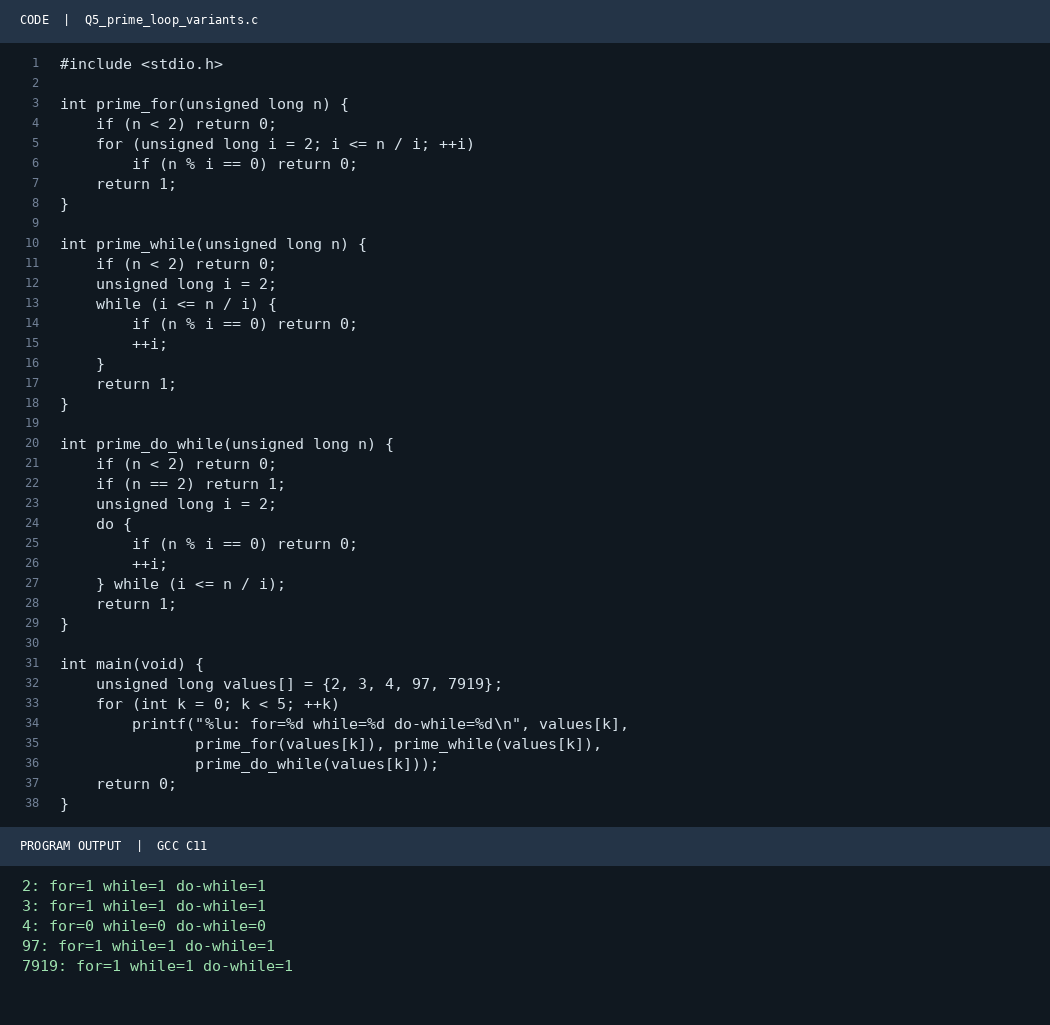 CODE  |  Q5_prime_loop_variants.c
1 #include <stdio.h>
2
3 int prime_for(unsigned long n) {
4     if (n < 2) return 0;
5     for (unsigned long i = 2; i <= n / i; ++i)
6         if (n % i == 0) return 0;
7     return 1;
8 }
9
10 int prime_while(unsigned long n) {
11     if (n < 2) return 0;
12     unsigned long i = 2;
13     while (i <= n / i) {
14         if (n % i == 0) return 0;
15         ++i;
16     }
17     return 1;
18 }
19
20 int prime_do_while(unsigned long n) {
21     if (n < 2) return 0;
22     if (n == 2) return 1;
23     unsigned long i = 2;
24     do {
25         if (n % i == 0) return 0;
26         ++i;
27     } while (i <= n / i);
28     return 1;
29 }
30
31 int main(void) {
32     unsigned long values[] = {2, 3, 4, 97, 7919};
33     for (int k = 0; k < 5; ++k)
34         printf("%lu: for=%d while=%d do-while=%d\n", values[k],
35                prime_for(values[k]), prime_while(values[k]),
36                prime_do_while(values[k]));
37     return 0;
38 }
PROGRAM OUTPUT  |  GCC C11
2: for=1 while=1 do-while=1
3: for=1 while=1 do-while=1
4: for=0 while=0 do-while=0
97: for=1 while=1 do-while=1
7919: for=1 while=1 do-while=1